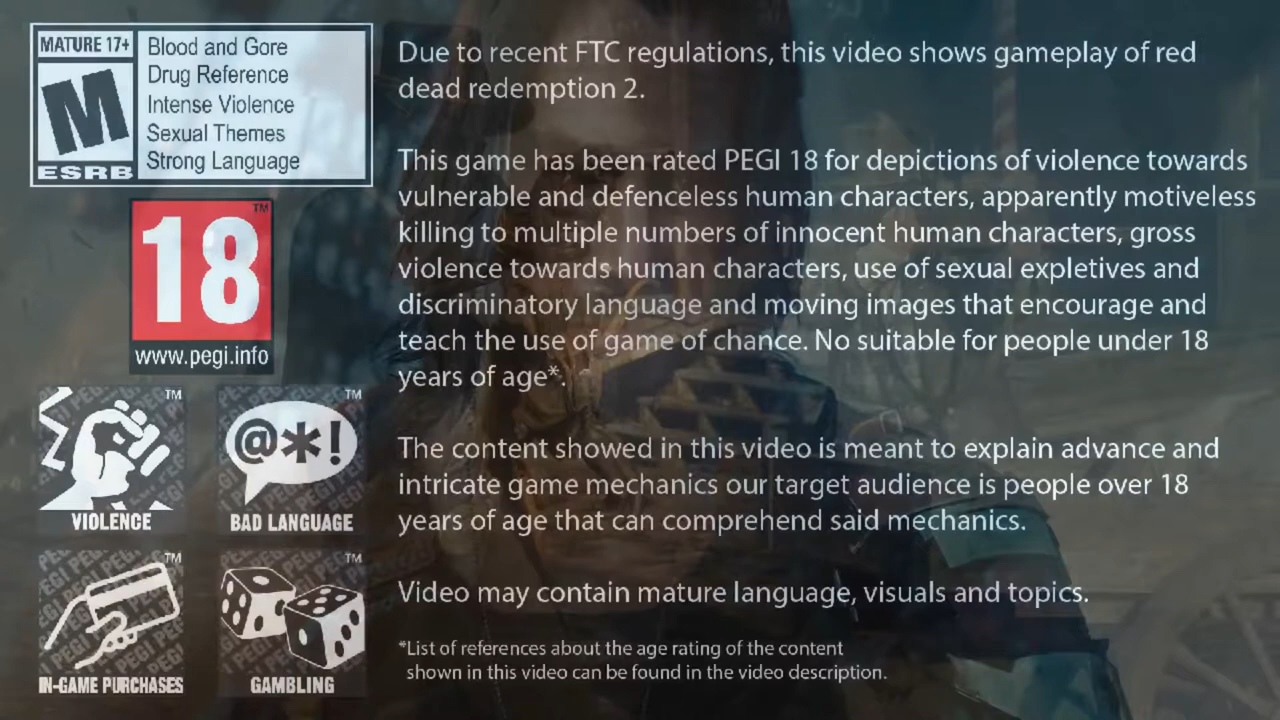 MATURE 17+
M
ESRB
Blood and Gore
Drug Reference
Intense Violence
Sexual Themes
Strong Language
TM
18
www.pegi.info
TM
VIOLENCE
TM
@*!
BAD LANGUAGE
TM
IN-GAME PURCHASES
TM
GAMBLING
Due to recent FTC regulations, this video shows gameplay of red
dead redemption 2.
This game has been rated PEGI 18 for depictions of violence towards
vulnerable and defenceless human characters, apparently motiveless
killing to multiple numbers of innocent human characters, gross
violence towards human characters, use of sexual expletives and
discriminatory language and moving images that encourage and
teach the use of game of chance. No suitable for people under 18
years of age*.
The content showed in this video is meant to explain advance and
intricate game mechanics our target audience is people over 18
years of age that can comprehend said mechanics.
Video may contain mature language, visuals and topics.
*List of references about the age rating of the content
shown in this video can be found in the video description.